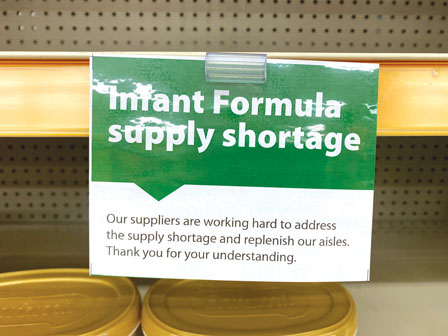 Infant Formula
supply shortage
Our suppliers are working hard to address
the supply shortage and replenish our aisles.
Thank you for your understanding.